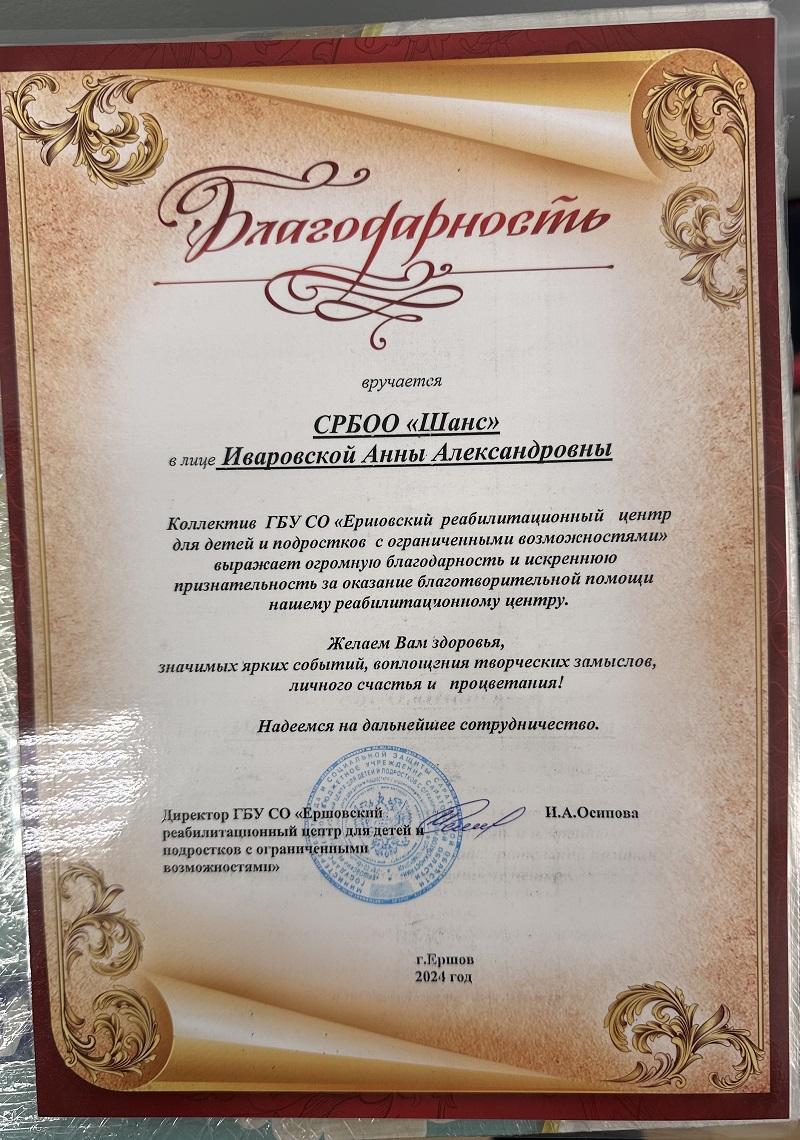 Благодарность
вручается
СРБОО «Шанс»
в лице Иваровской Анны Александровны
Коллектив ГБУ СО «Ершовский реабилитационный центр
для детей и подростков с ограниченными возможностями»
выражает огромную благодарность и искреннюю
признательность за оказание благотворительной помощи
нашему реабилитационному центру.
Желаем Вам здоровья,
значимых ярких событий, воплощения творческих замыслов,
личного счастья и процветания!
Надеемся на дальнейшее сотрудничество.
Директор ГБУ СО «Ершовский
реабилитационный центр для детей и
подростков с ограниченными
возможностями»
И.А.Осипова
г.Ершов
2024 год